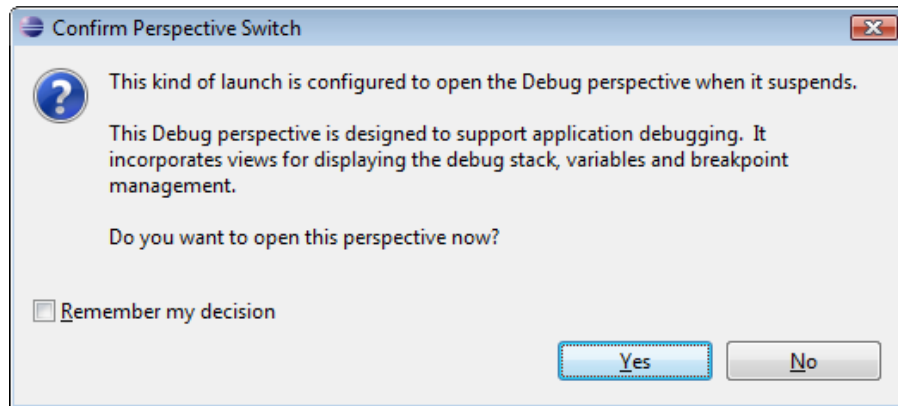 Confirm Perspective Switch
This kind of launch is configured to open the Debug perspective when it suspends.
This Debug perspective is designed to support application debugging.  It
incorporates views for displaying the debug stack, variables and breakpoint
management.
Do you want to open this perspective now?
Remember my decision
Yes
No